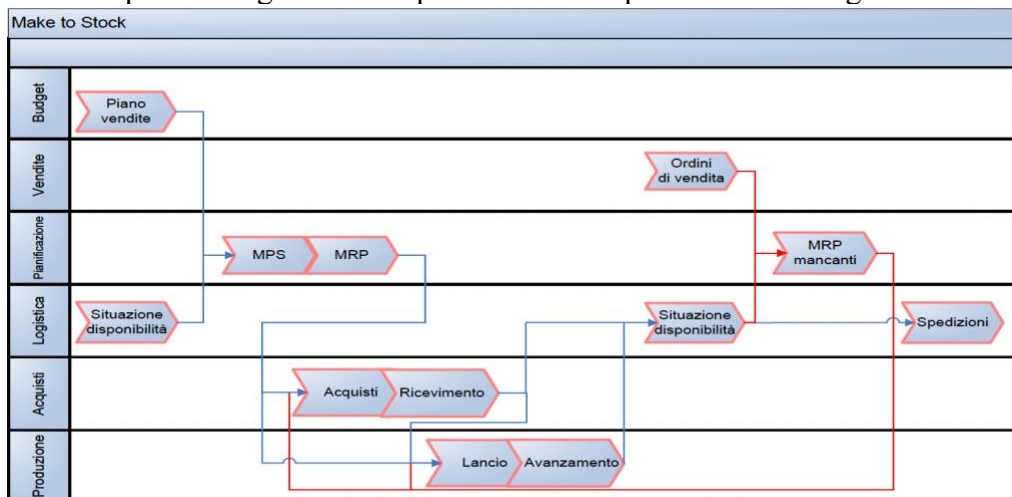 Make to Stock
Budget
Piano
vendite
Vendite
Ordini
di vendita
Pianificazione
MPS
MRP
MRP
mancanti
Logistica
Situazione
disponibilità
Situazione
disponibilità
Spedizioni
Acquisti
Acquisti
Ricevimento
Produzione
Lancio
Avanzamento